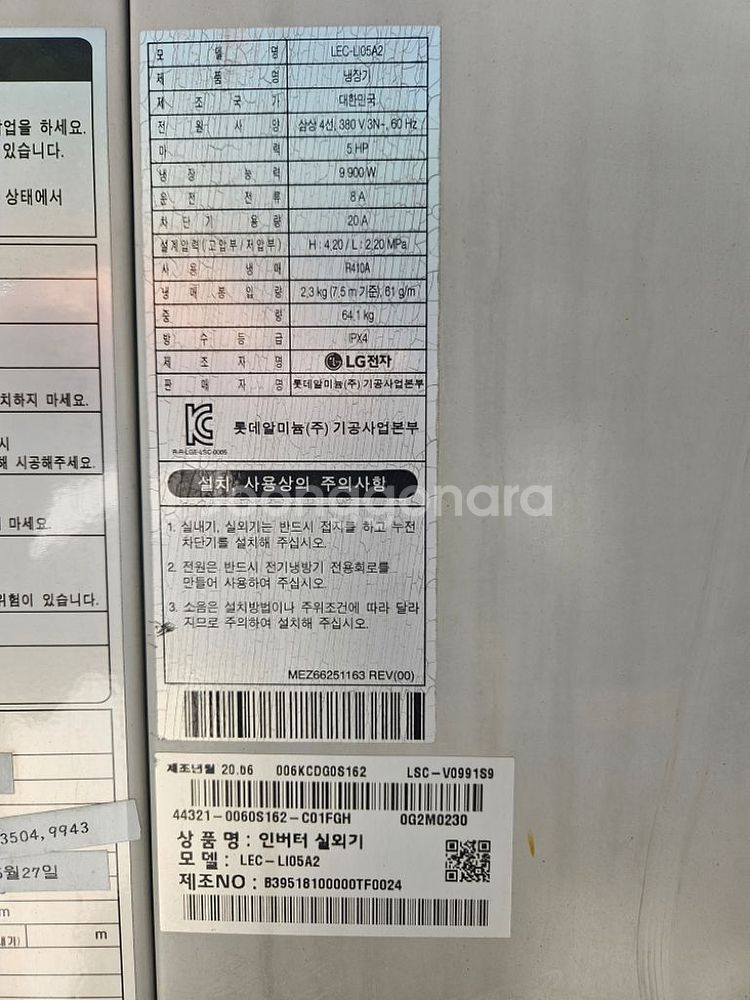 업을 하세요.
있습니다.
상태에서
치하지 마세요.
시
해 시공해주세요.
마세요.
위험이 있습니다.
3504,9943
월27일
m
m
모 델 명 LEC-LI05A2
제 품 명 냉장기
제 조 국 가 대한민국
전 원 사 양 삼상 4선, 380 V 3N~, 60 Hz
마 력 5 HP
냉 장 능 력 9 900 W
운 전 전 류 8 A
차 단 기 용 량 20 A
설계압력(고압부/저압부) H : 4.20 / L : 2.20 MPa
사 용 냉 매 R410A
냉 매 봉 입 량 2.3 kg (7.5 m 기준), 61 g/m
중 량 64.1 kg
방 수 등 급 IPX4
제 조 자 명 LG전자
판 매 자 명 롯데알미늄(주) 기공사업본부
롯데알미늄(주) 기공사업본부
R-R-LGE-LSC-0005
설치, 사용상의 주의사항
1. 실내기, 실외기는 반드시 접지를 하고 누전
차단기를 설치해 주십시오.
2. 전원은 반드시 전기냉방기 전용회로를
만들어 사용하여 주십시오.
3. 소음은 설치방법이나 주위조건에 따라 달라
지므로 주의하여 설치해 주십시오.
MEZ66251163 REV(00)
제조년월 20.06 006KCDG0S162 LSC-V0991S9
44321-0060S162-C01FGH 0G2M0230
상 품 명 : 인버터 실외기
모 델 : LEC-LI05A2
제조NO : B39518100000TF0024
joonggonara